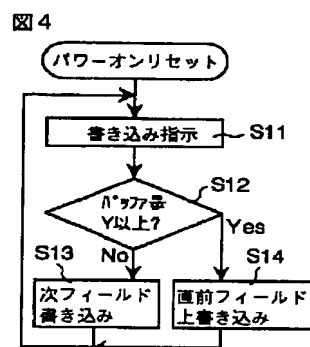 図4
パワーオンリセット
書き込み指示
S11
S12
バッファ量
Y以上?
Yes
No
S13
S14
次フィールド
書き込み
直前フィールド
上書き込み